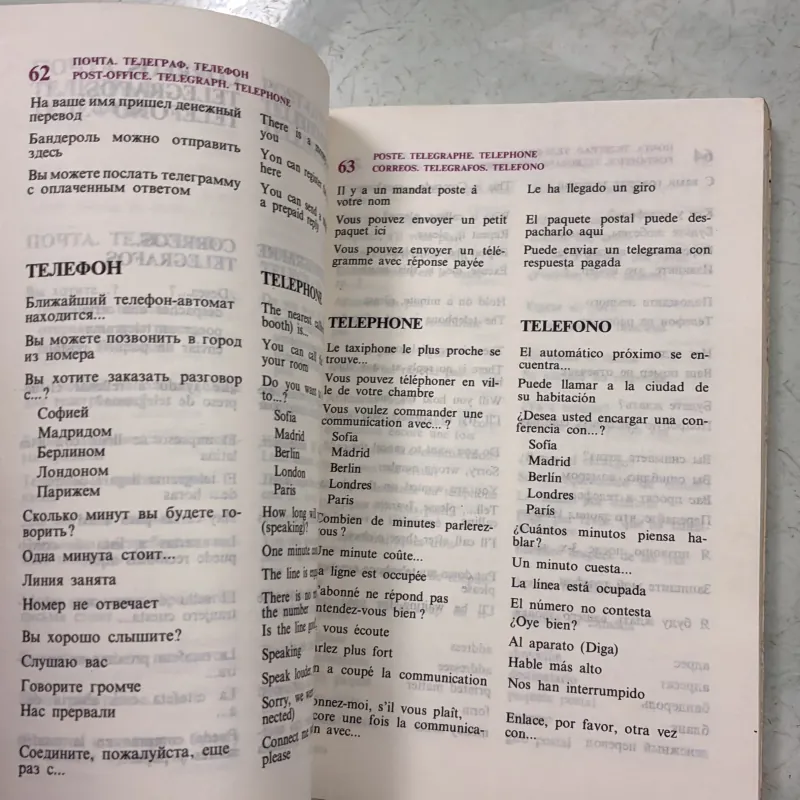 62
ПОЧТА. ТЕЛЕГРАФ. ТЕЛЕФОН
POST-OFFICE. TELEGRAPH. TELEPHONE
На ваше имя пришел денежный
перевод
Бандероль можно отправить
здесь
Вы можете послать телеграмму
с оплаченным ответом
ТЕЛЕФОН
Ближайший телефон-автомат
находится...
Вы можете позвонить в город
из номера
Вы хотите заказать разговор
с...?
Софией
Мадридом
Берлином
Лондоном
Парижем
Сколько минут вы будете го-
ворить?
Одна минута стоит...
Линия занята
Номер не отвечает
Вы хорошо слышите?
Слушаю вас
Говорите громче
Нас прервали
Соедините, пожалуйста, еще
раз с...
There is a
you
Yon can register
here
You can send a
a prepaid reply
TELEPHONE
The nearest
booth) is...
You can call
your room
Do you want
to...?
Sofia
Madrid
Berlin
London
Paris
How long
(speaking)?
One minute
The line is
There is no
the number
Is the line
Speaking
Speak louder
Sorry, we
nected)
Connect
please
63
POSTE. TELEGRAPHE. TELEPHONE
CORREOS. TELEGRAFOS. TELEFONO
Il y a un mandat poste á
votre nom
Vous pouvez envoyer un petit
paquet ici
Vous pouvez envoyer un télé-
gramme avec réponse payée
TELEPHONE
Le taxiphone le plus proche se
trouve...
Vous pouvez téléphoner en vil-
le de votre chambre
Vous voulez commander une
communication avec... ?
Sofia
Madrid
Berlin
Londres
Paris
Combien de minutes parlerez-
vous ?
Une minute coûte...
a ligne est occupée
abonné ne répond pas
ntendez-vous bien ?
vous écoute
rlez plus fort
n a coupé la communication
onnez-moi, s'il vous plaît,
core une fois la communica-
n avec...
Le ha llegado un giro
El paquete postal puede des-
pacharlo aquí
Puede enviar un telegrama con
respuesta pagada
TELEFONO
El automático próximo se en-
cuentra...
Puede llamar a la ciudad de
su habitación
¿Desea usted encargar una con-
ferencia con...?
Sofía
Madrid
Berlín
Londres
París
¿Cuántos minutos piensa ha-
blar?
Un minuto cuesta...
La línea está ocupada
El número no contesta
¿Oye bien?
Al aparato (Diga)
Hable más alto
Nos han interrumpido
Enlace, por favor, otra vez
con...